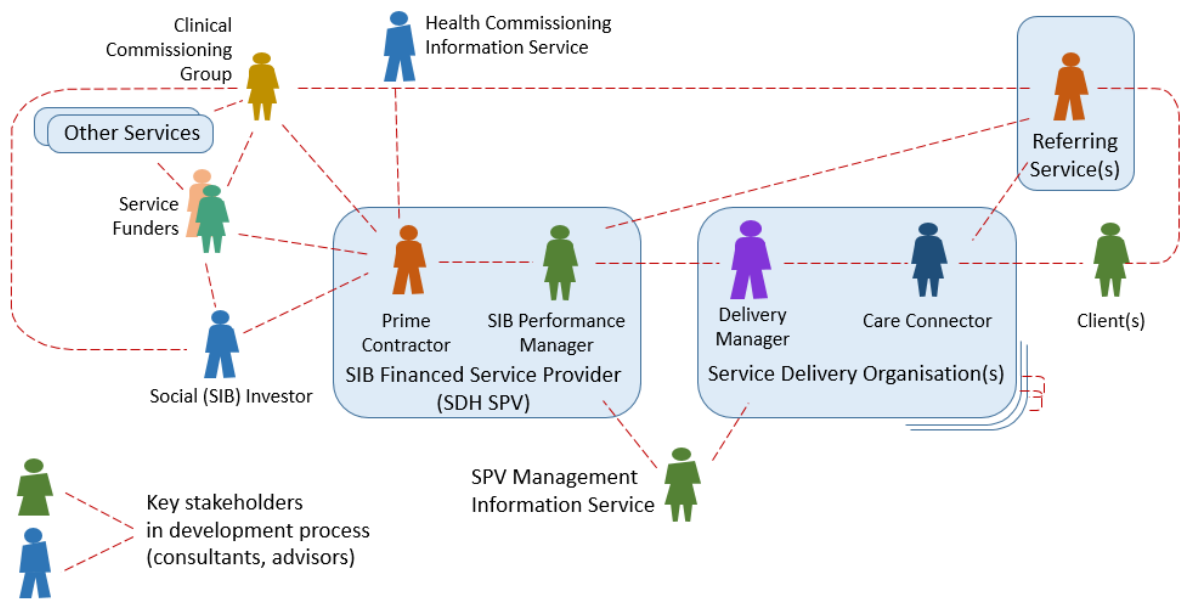 Clinical
Commissioning
Group
Health Commissioning
Information Service
Other Services
Referring
Service(s)
Service
Funders
Prime
Contractor
SIB Performance
Manager
Delivery
Manager
Care Connector
Client(s)
SIB Financed Service Provider
(SDH SPV)
Service Delivery Organisation(s)
Social (SIB) Investor
SPV Management
Information Service
Key stakeholders
in development process
(consultants, advisors)